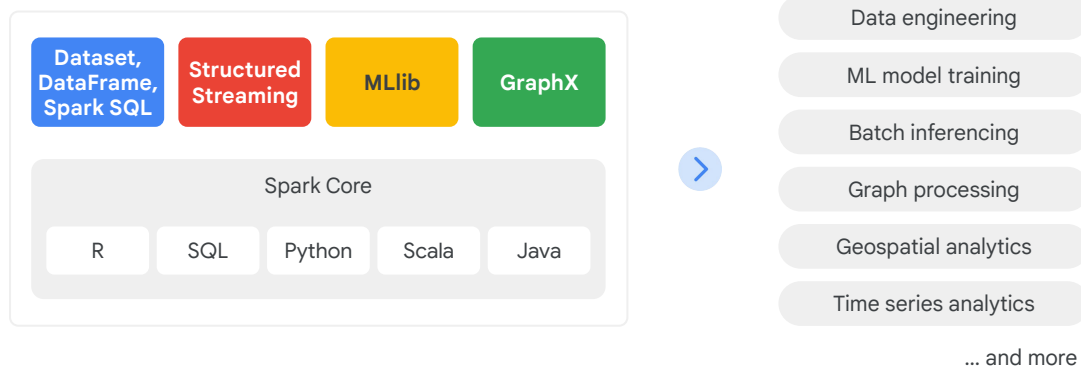 Dataset,
DataFrame,
Spark SQL
Structured
Streaming
MLlib
GraphX
Spark Core
R
SQL
Python
Scala
Java
Data engineering
ML model training
Batch inferencing
Graph processing
Geospatial analytics
Time series analytics
... and more